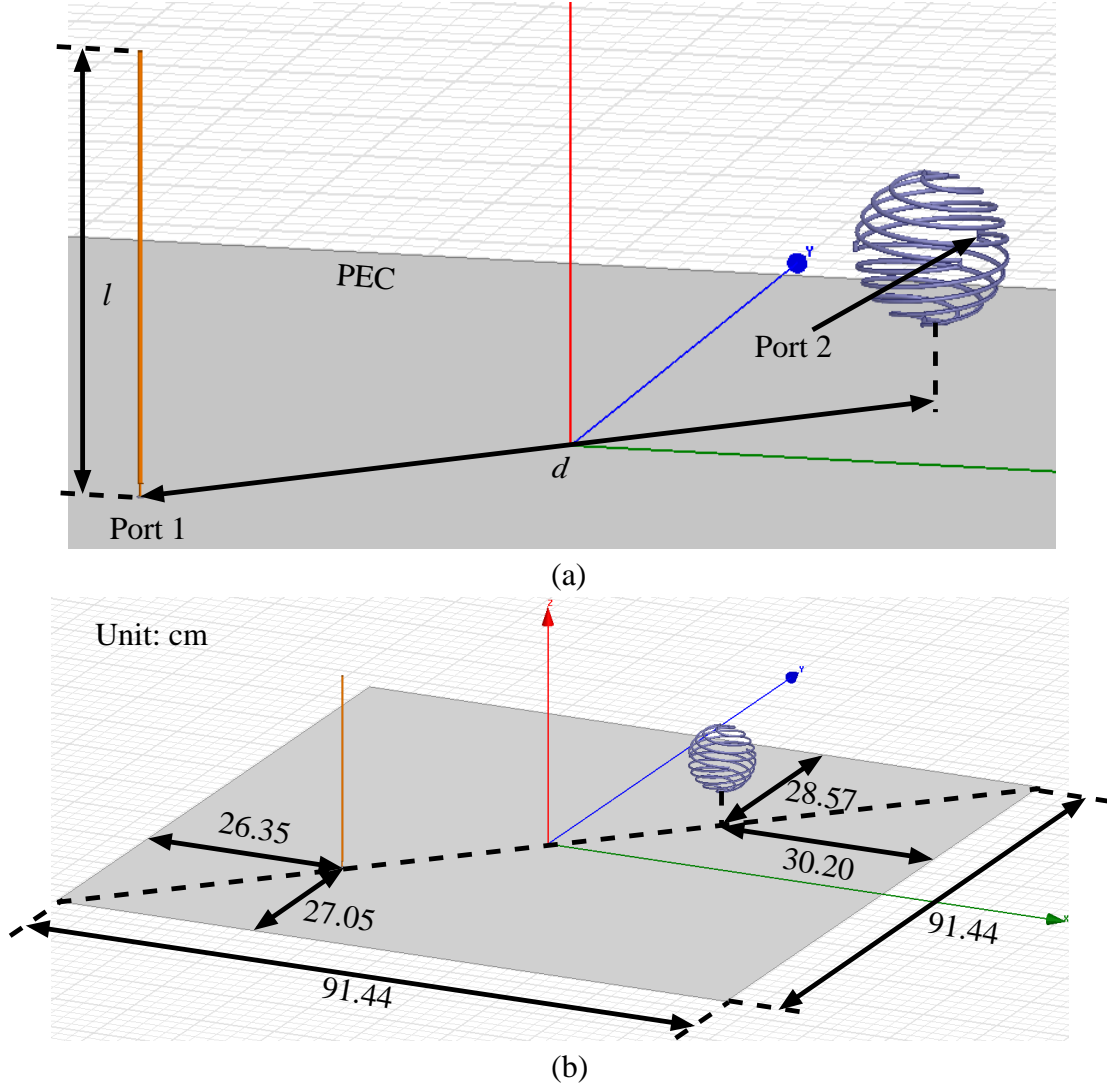 l
PEC
Y
Port 2
d
Port 1
(a)
Z
Unit: cm
Y
28.57
26.35
30.20
27.05
X
91.44
91.44
(b)